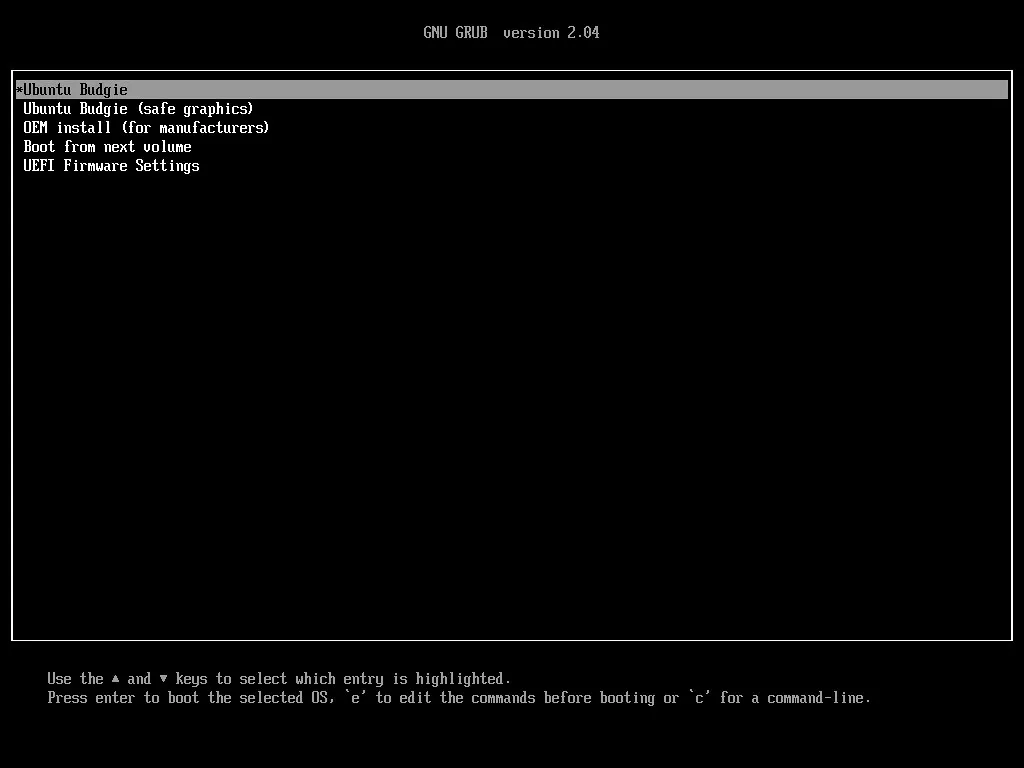 GNU GRUB  version 2.04
*Ubuntu Budgie
Ubuntu Budgie (safe graphics)
OEM install (for manufacturers)
Boot from next volume
UEFI Firmware Settings
Use the ▲ and ▼ keys to select which entry is highlighted.
Press enter to boot the selected OS, `e' to edit the commands before booting or `c' for a command-line.